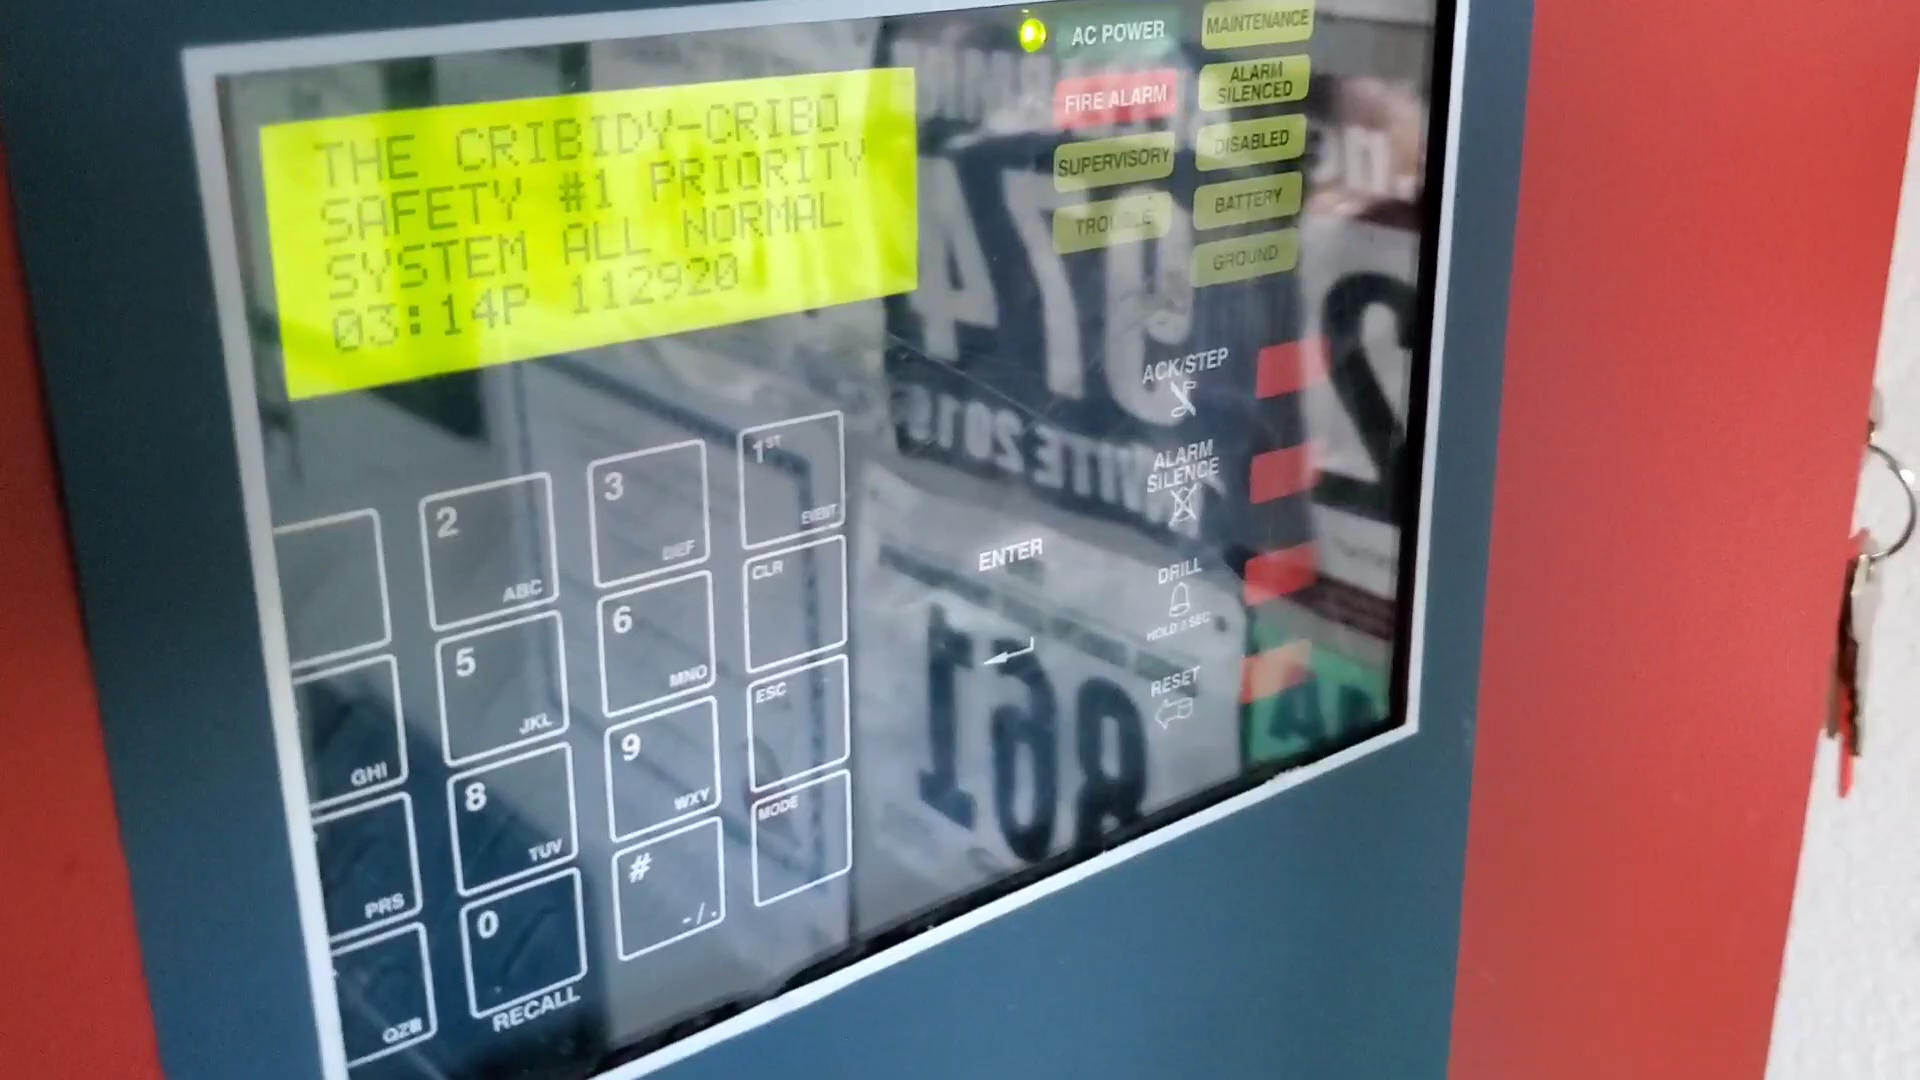 THE CRIBIDY-CRIBO
SAFETY #1 PRIORITY
SYSTEM ALL NORMAL
03:14P 112920
AC POWER
FIRE ALARM
SUPERVISORY
TROUBLE
MAINTENANCE
ALARM
SILENCED
DISABLED
BATTERY
GROUND
ACK/STEP
ALARM
SILENCE
DRILL
RESET
ENTER
2 ABC
3 DEF
1ST EVENT
GHI
5 JKL
6 MNO
CLR
PRS
8 TUV
9 WXY
ESC
QZ
0
# -/.
MODE
RECALL
974
2
861